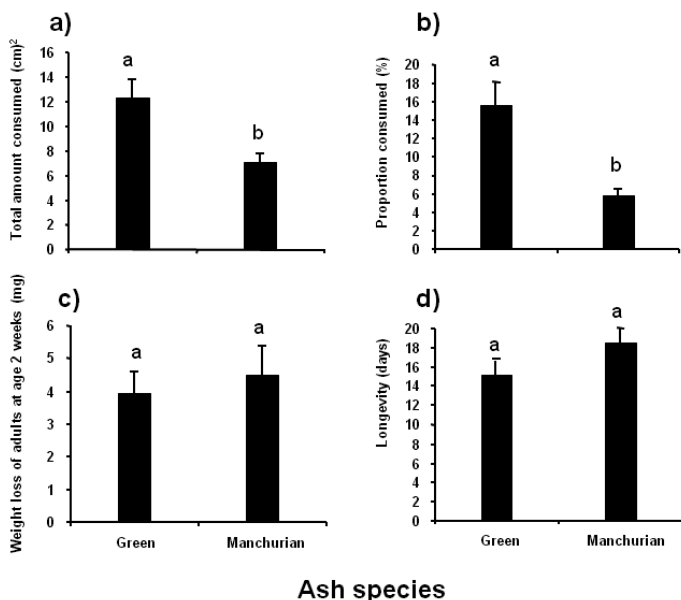 a)
Total amount consumed (cm)²
16
14
12
10
8
6
4
2
0
a
b
b)
Proportion consumed (%)
20
18
16
14
12
10
8
6
4
2
0
a
b
c)
Weight loss of adults at age 2 weeks (mg)
6
5
4
3
2
1
0
a
a
Green Manchurian
d)
Longevity (days)
20
18
16
14
12
10
8
6
4
2
0
a
a
Green Manchurian
Ash species